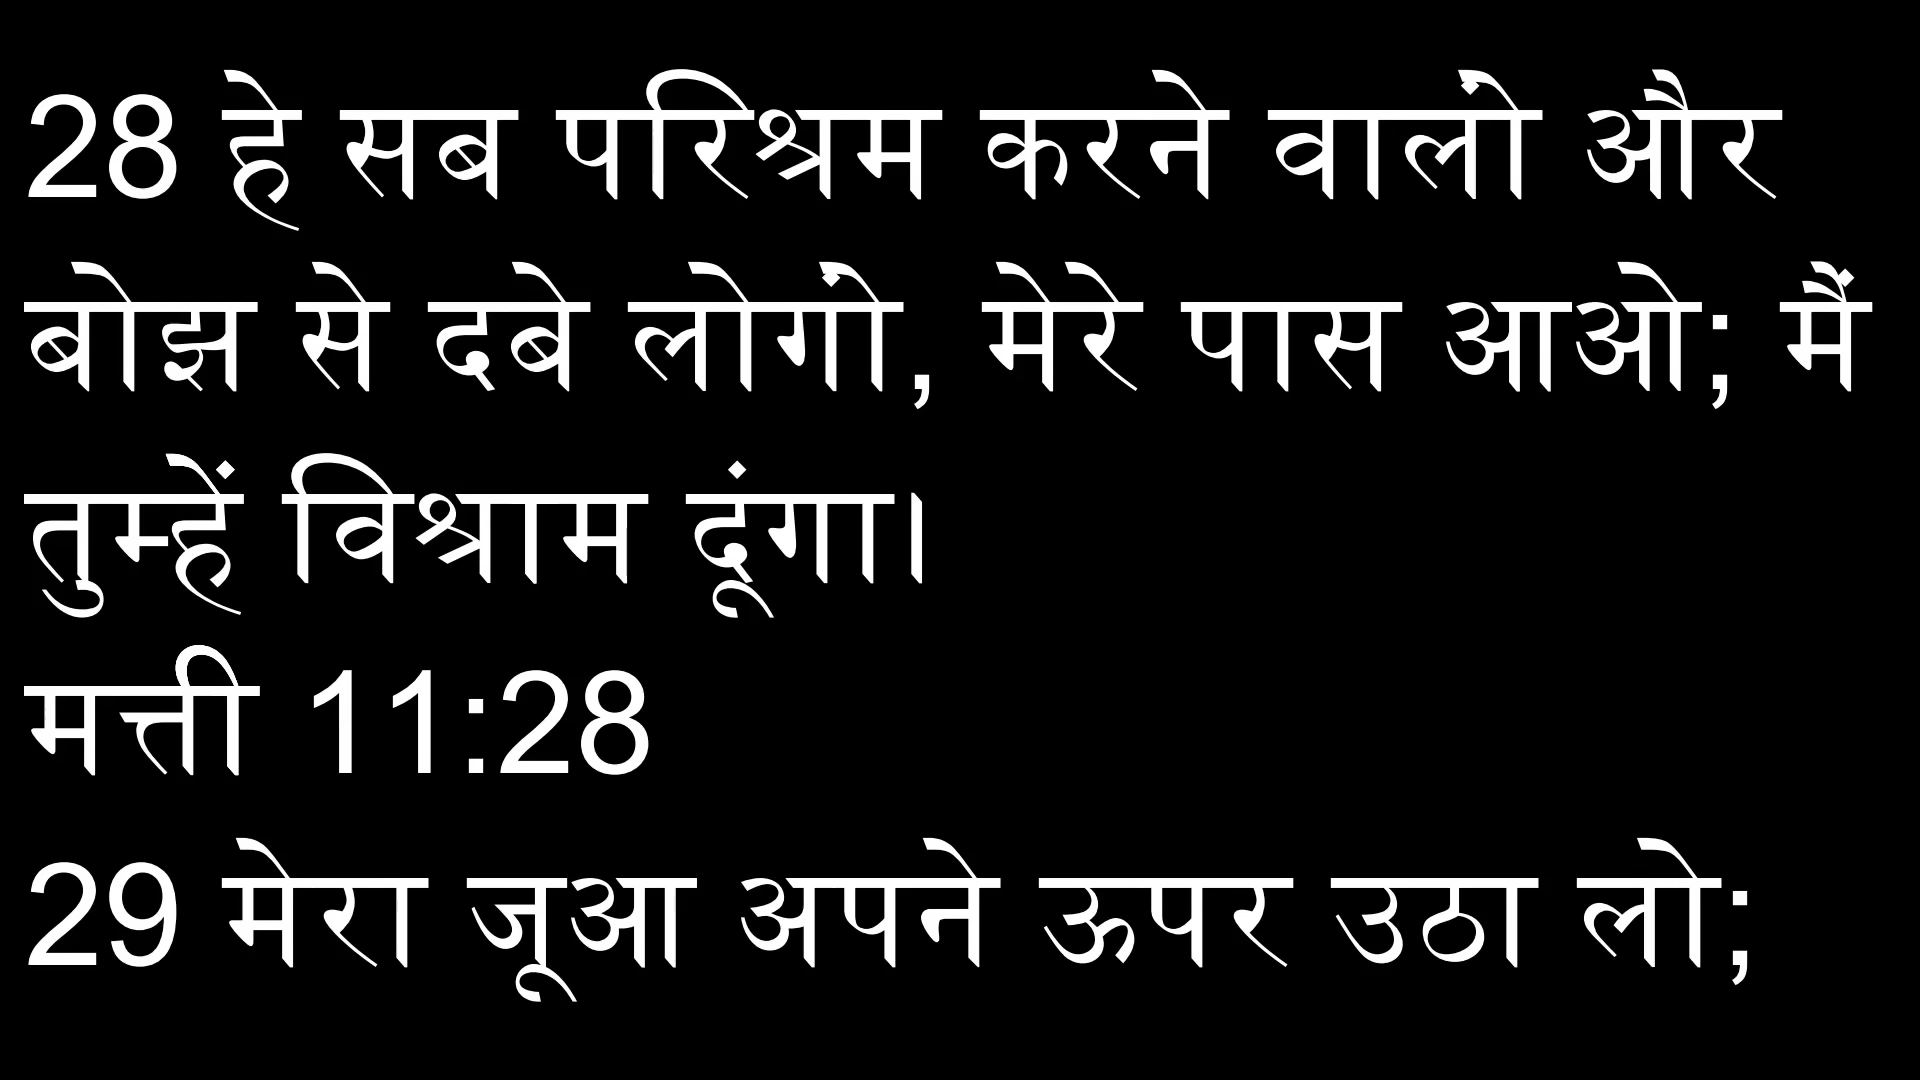 28 हे सब परिश्रम करने वालों और
बोझ से दबे लोगों, मेरे पास आओ; मैं
तुम्हें विश्राम दूंगा।
मत्ती 11:28
29 मेरा जूआ अपने ऊपर उठा लो;